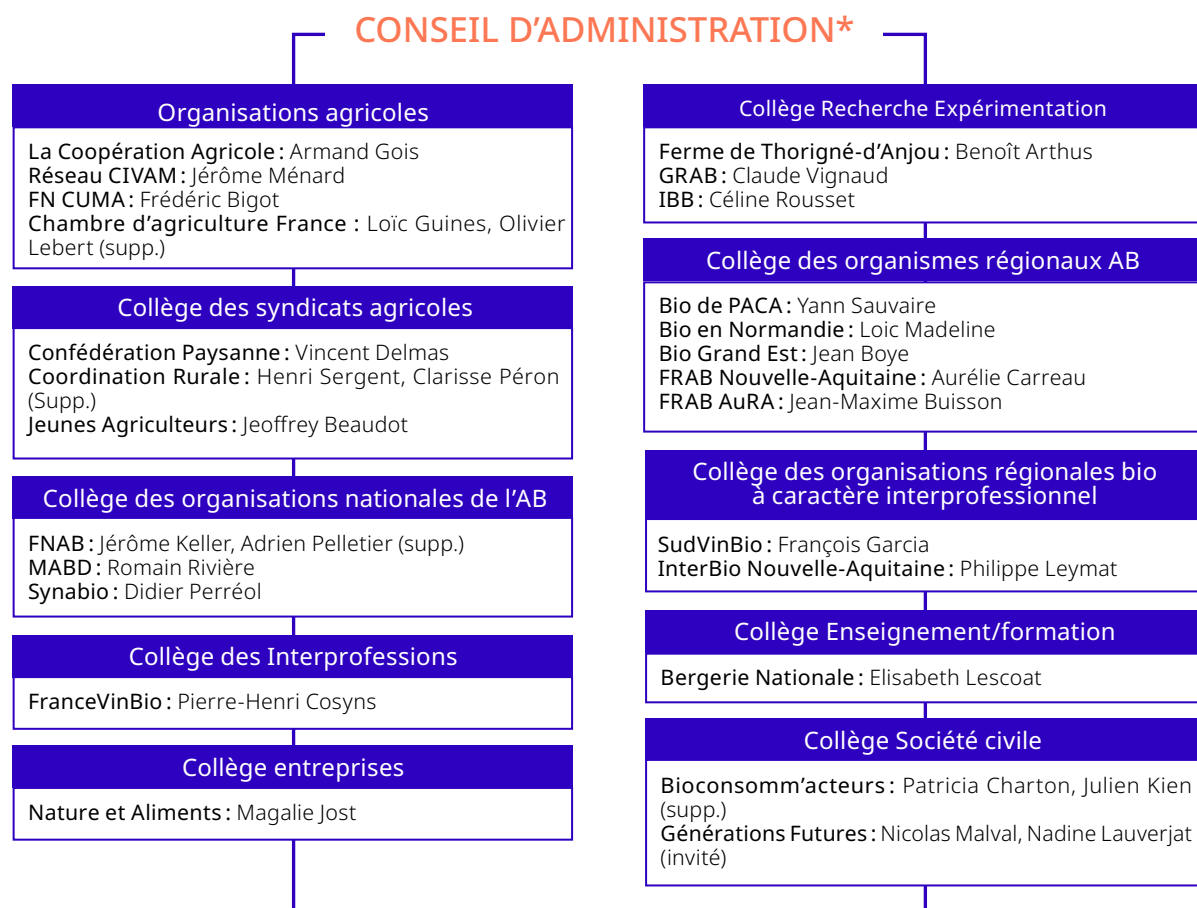 CONSEIL D'ADMINISTRATION*
Organisations agricoles
La Coopération Agricole : Armand Gois
Réseau CIVAM : Jérôme Ménard
FN CUMA : Frédéric Bigot
Chambre d'agriculture France : Loïc Guines, Olivier
Lebert (supp.)
Collège des syndicats agricoles
Confédération Paysanne : Vincent Delmas
Coordination Rurale : Henri Sergent, Clarisse Péron
(Supp.)
Jeunes Agriculteurs : Jeoffrey Beaudot
Collège des organisations nationales de l'AB
FNAB : Jérôme Keller, Adrien Pelletier (supp.)
MABD : Romain Rivière
Synabio : Didier Perréol
Collège des Interprofessions
FranceVinBio : Pierre-Henri Cosyns
Collège entreprises
Nature et Aliments : Magalie Jost
Collège Recherche Expérimentation
Ferme de Thorigné-d'Anjou : Benoît Arthus
GRAB : Claude Vignaud
IBB : Céline Rousset
Collège des organismes régionaux AB
Bio de PACA : Yann Sauvaire
Bio en Normandie : Loic Madeline
Bio Grand Est : Jean Boye
FRAB Nouvelle-Aquitaine : Aurélie Carreau
FRAB AuRA : Jean-Maxime Buisson
Collège des organisations régionales bio
à caractère interprofessionnel
SudVinBio : François Garcia
InterBio Nouvelle-Aquitaine : Philippe Leymat
Collège Enseignement/formation
Bergerie Nationale : Elisabeth Lescoat
Collège Société civile
Bioconsomm'acteurs : Patricia Charton, Julien Kien
(supp.)
Générations Futures : Nicolas Malval, Nadine Lauverjat
(invité)